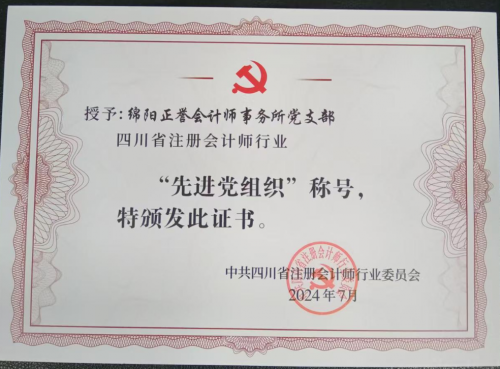 授予：绵阳正誉会计师事务所党支部
四川省注册会计师行业
“先进党组织”称号，
特颁发此证书。
中共四川省注册会计师行业委员会
2024年7月